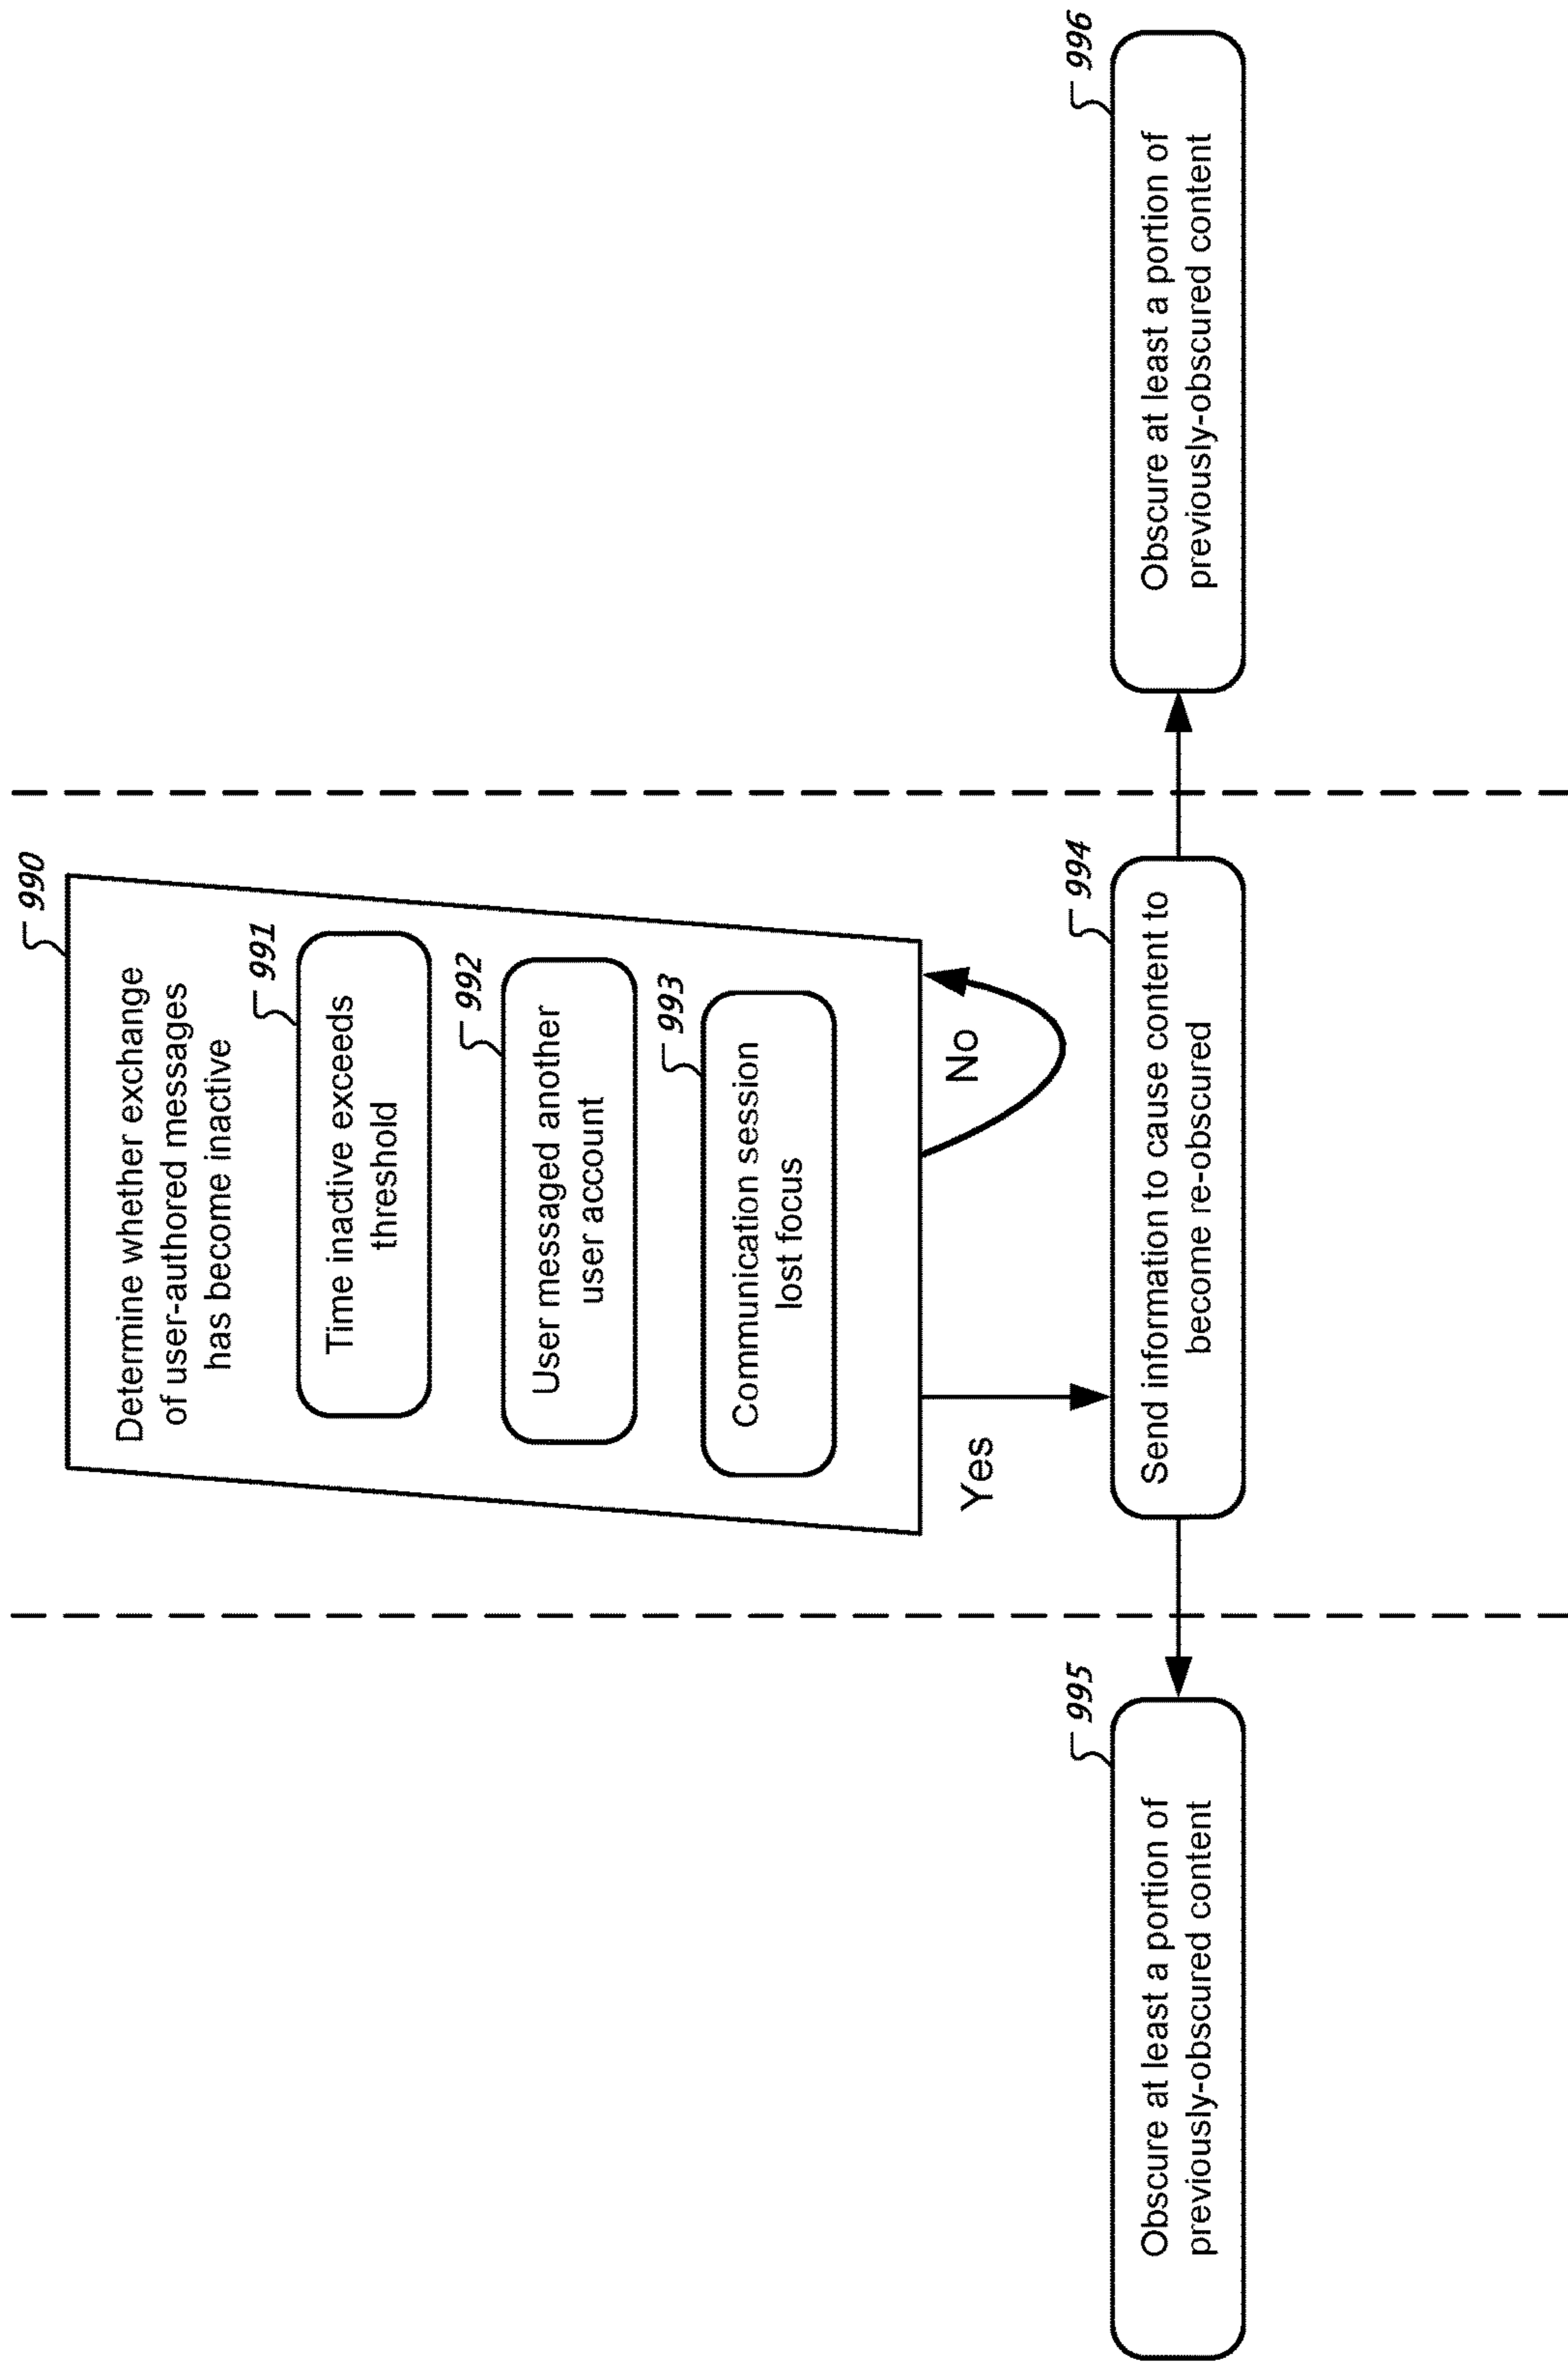 990
Determine whether exchange
of user-authored messages
has become inactive
991
Time inactive exceeds
threshold
992
User messaged another
user account
993
Communication session
lost focus
Yes
No
995
Obscure at least a portion of
previously-obscured content
994
Send information to cause content to
become re-obscured
996
Obscure at least a portion of
previously-obscured content